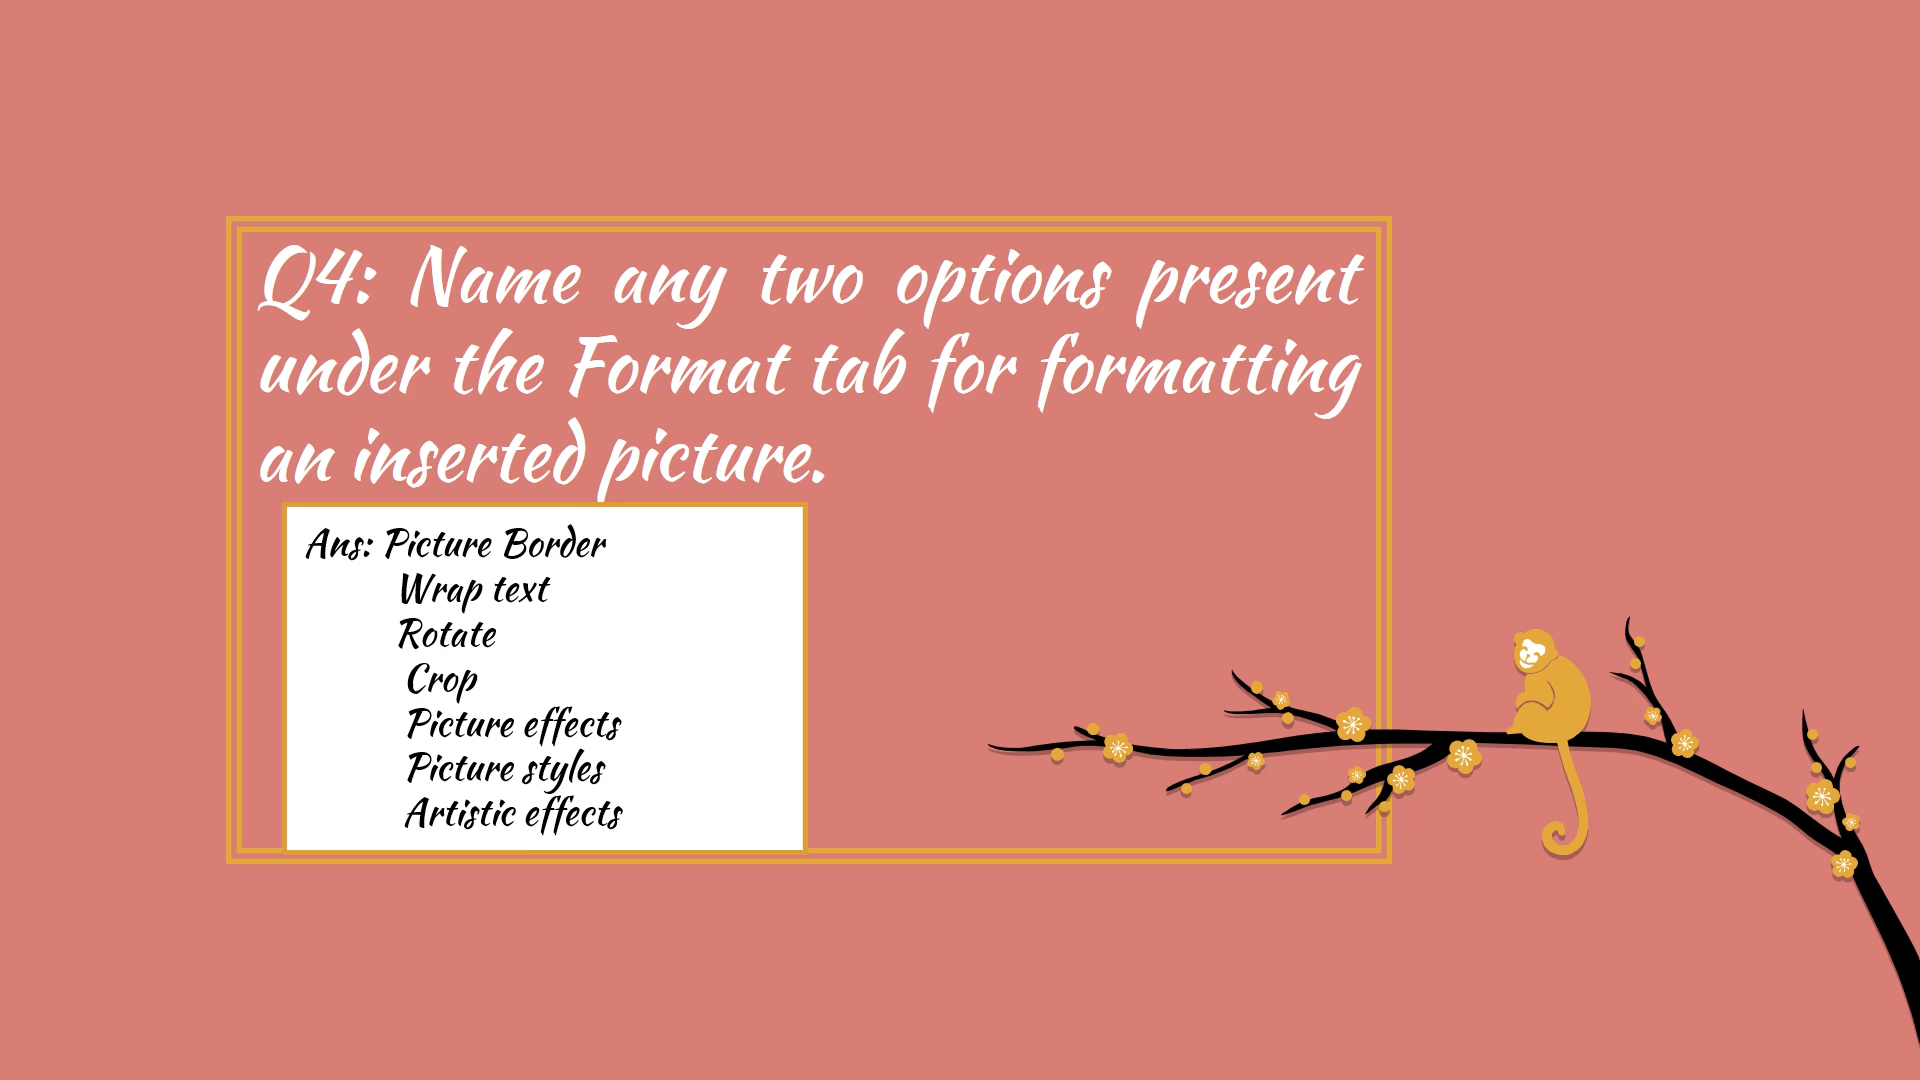 Q4: Name any two options present
under the Format tab for formatting
an inserted picture.
Ans: Picture Border
Wrap text
Rotate
Crop
Picture effects
Picture styles
Artistic effects